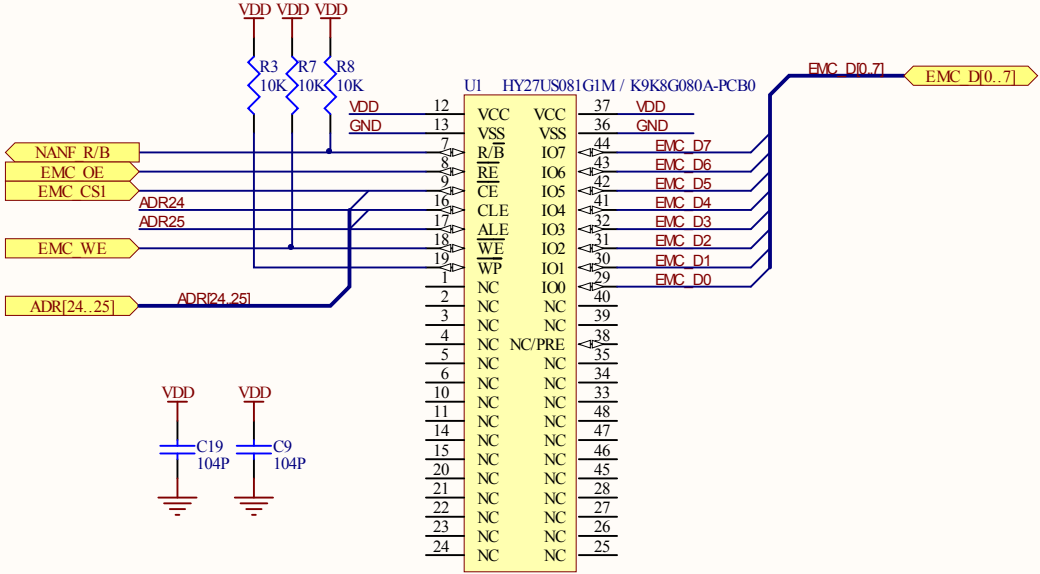 VDD VDD VDD
R3 R7 R8
10K 10K 10K
EMC_D[0..7] EMC_D[0..7]
U1 HY27US081G1M / K9K8G080A-PCB0
VDD 12 VCC VCC 37 VDD
GND 13 VSS VSS 36 GND
NANF_R/B 7 R/B IO7 44 EMC_D7
EMC_OE 8 RE IO6 43 EMC_D6
EMC_CS1 9 CE IO5 42 EMC_D5
ADR24 16 CLE IO4 41 EMC_D4
ADR25 17 ALE IO3 32 EMC_D3
EMC_WE 18 WE IO2 31 EMC_D2
19 WP IO1 30 EMC_D1
1 NC IO0 29 EMC_D0
ADR[24..25] ADR[24..25] 2 NC NC 40
3 NC NC 39
4 NC NC/PRE 38
5 NC NC 35
6 NC NC 34
10 NC NC 33
11 NC NC 48
14 NC NC 47
15 NC NC 46
20 NC NC 45
21 NC NC 28
22 NC NC 27
23 NC NC 26
24 NC NC 25
VDD VDD
C19 C9
104P 104P